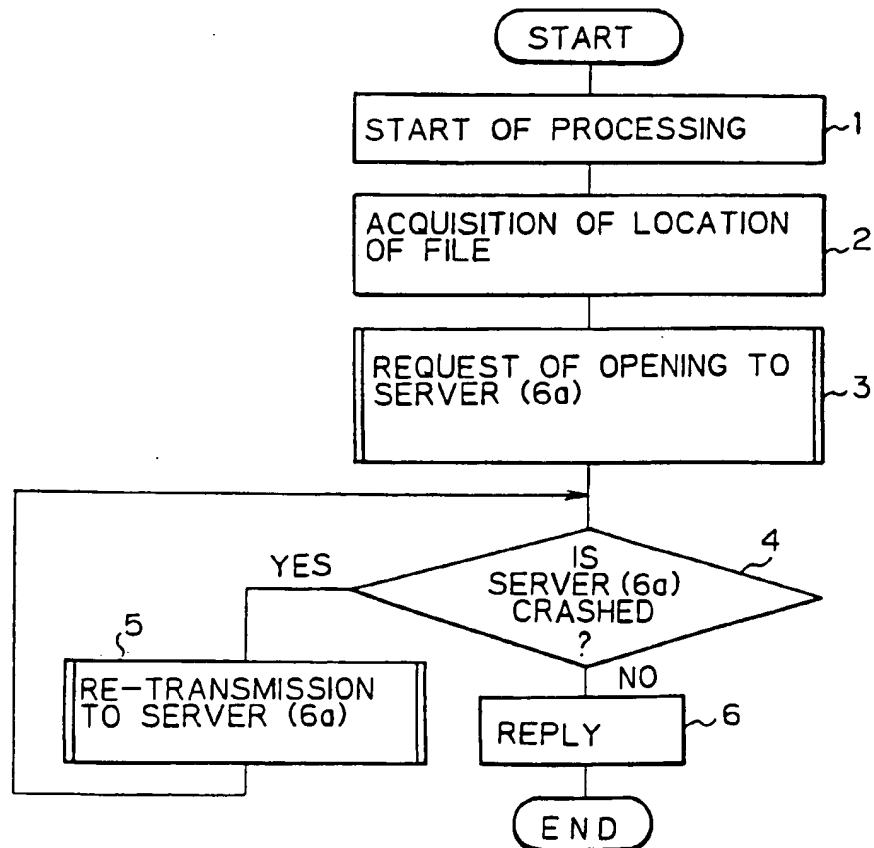 START
START OF PROCESSING
1
ACQUISITION OF LOCATION
OF FILE
2
REQUEST OF OPENING TO
SERVER (6a)
3
4
IS
SERVER (6a)
CRASHED
?
YES
5
RE-TRANSMISSION
TO SERVER (6a)
NO
REPLY
6
END